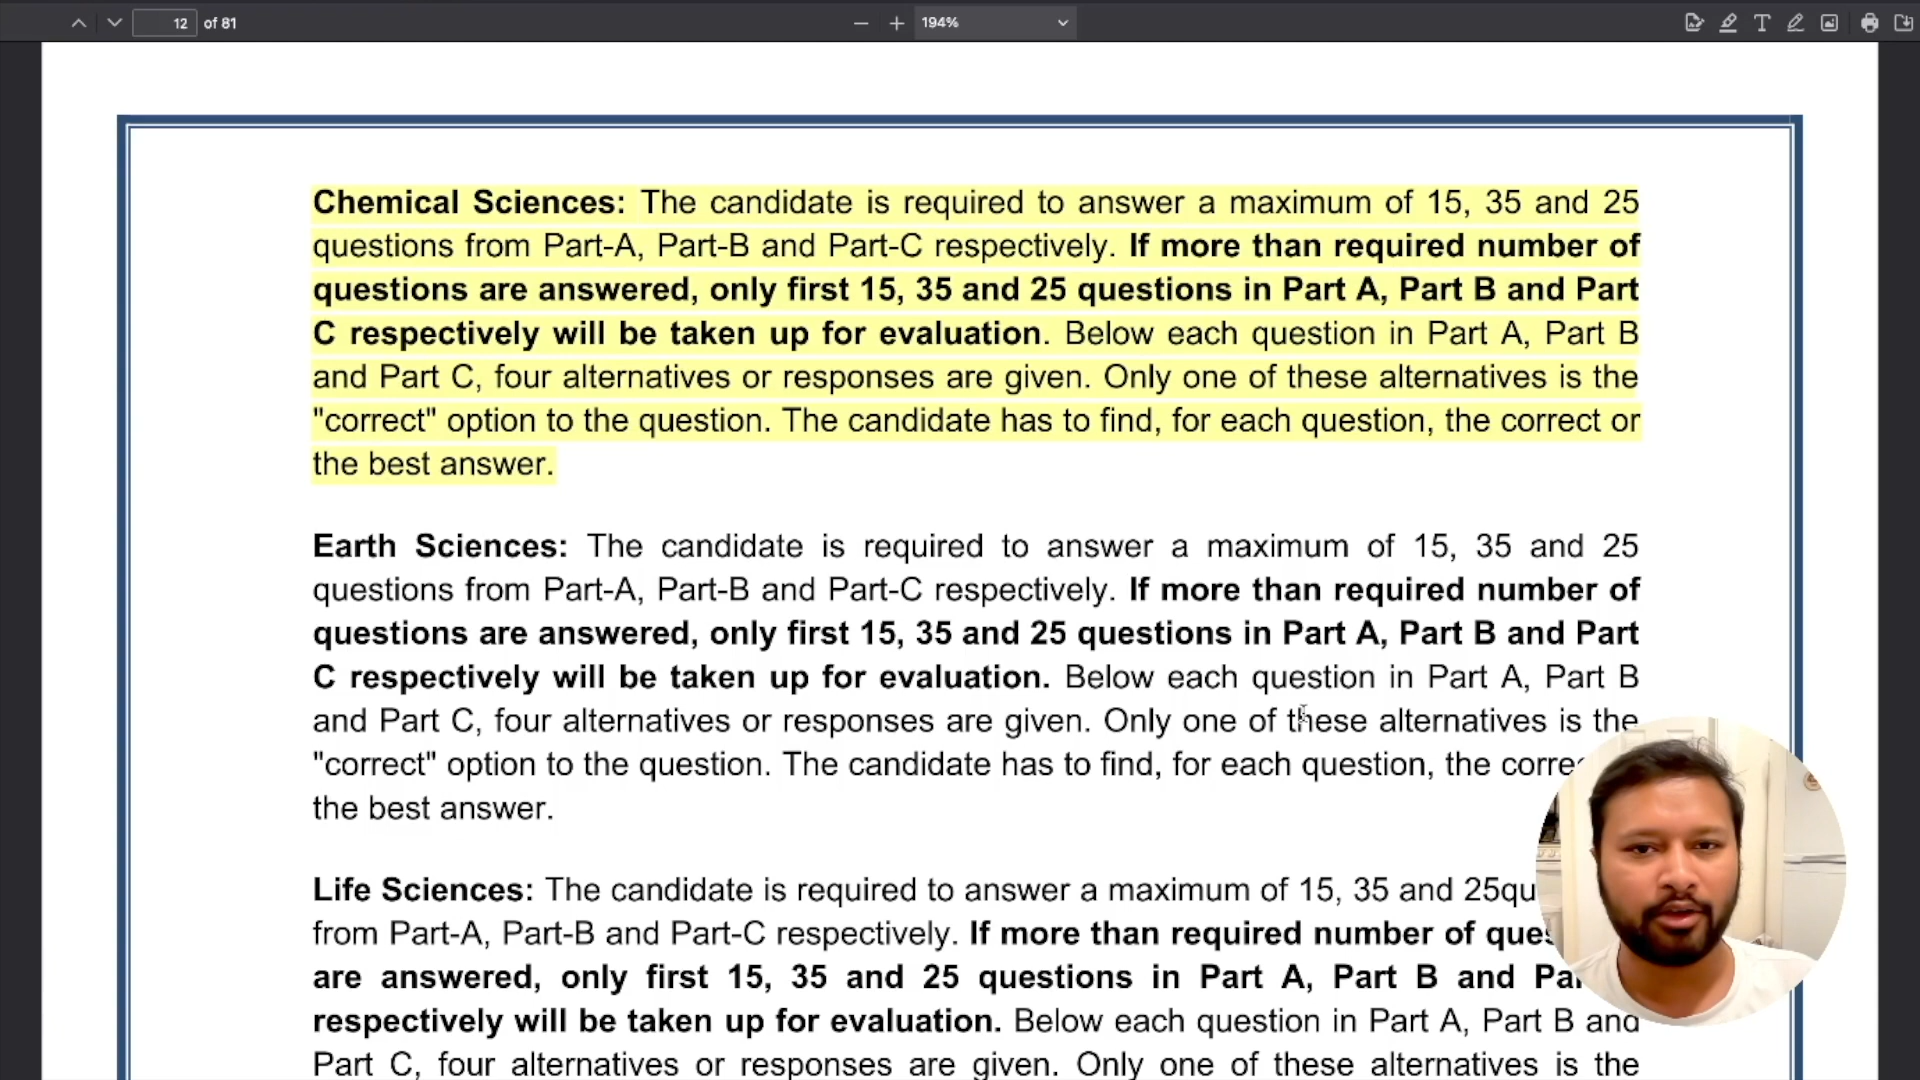 12 of 81
194%
Chemical Sciences: The candidate is required to answer a maximum of 15, 35 and 25
questions from Part-A, Part-B and Part-C respectively. If more than required number of
questions are answered, only first 15, 35 and 25 questions in Part A, Part B and Part
C respectively will be taken up for evaluation. Below each question in Part A, Part B
and Part C, four alternatives or responses are given. Only one of these alternatives is the
"correct" option to the question. The candidate has to find, for each question, the correct or
the best answer.
Earth Sciences: The candidate is required to answer a maximum of 15, 35 and 25
questions from Part-A, Part-B and Part-C respectively. If more than required number of
questions are answered, only first 15, 35 and 25 questions in Part A, Part B and Part
C respectively will be taken up for evaluation. Below each question in Part A, Part B
and Part C, four alternatives or responses are given. Only one of these alternatives is the
"correct" option to the question. The candidate has to find, for each question, the
the best answer.
Life Sciences: The candidate is required to answer a maximum of 15, 35 and
from Part-A, Part-B and Part-C respectively. If more than required number of
are answered, only first 15, 35 and 25 questions in Part A, Part B and
respectively will be taken up for evaluation. Below each question in Part A, Part B and
Part C, four alternatives or responses are given. Only one of these alternatives is the